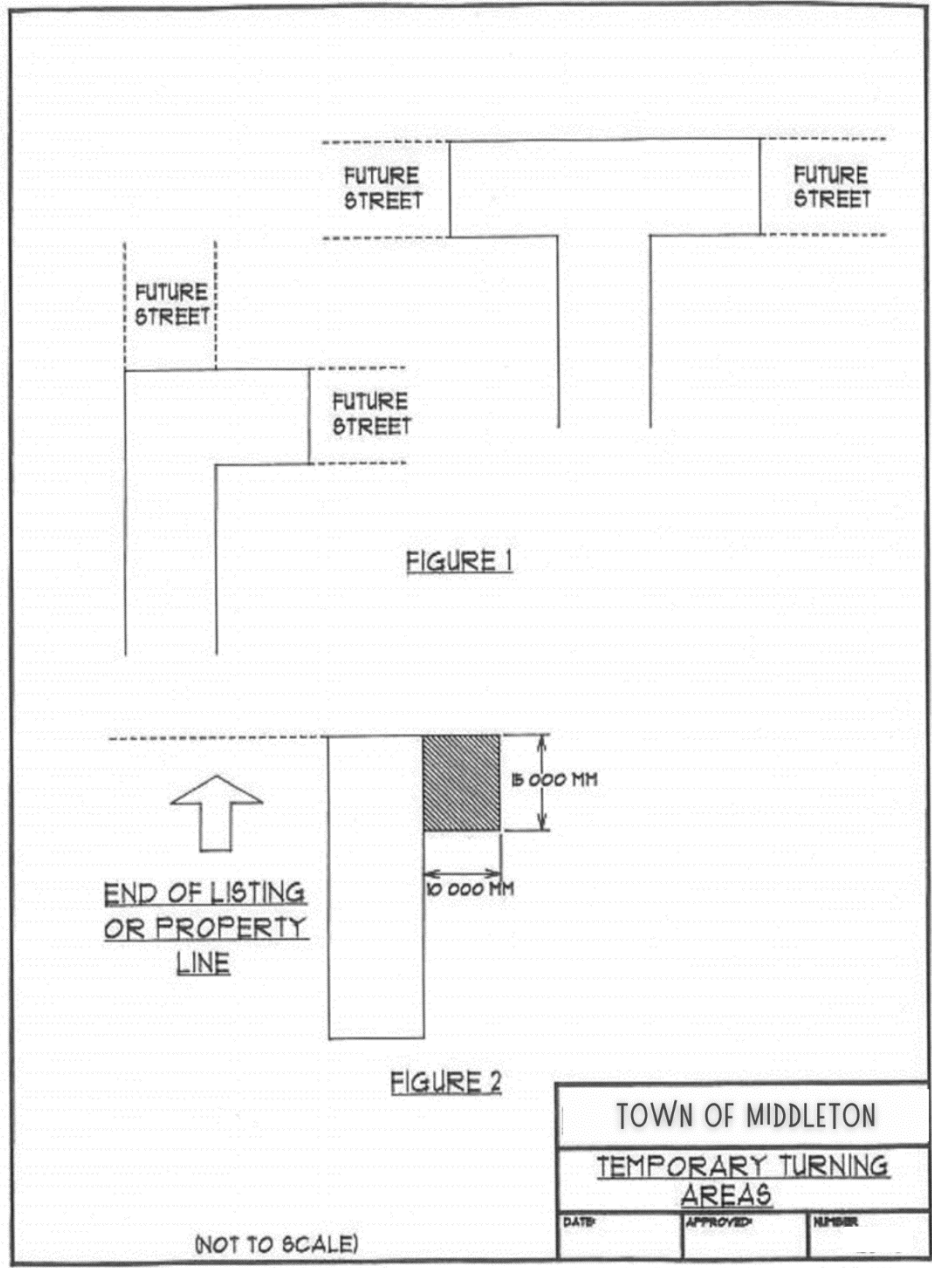 FUTURE
STREET
FUTURE
STREET
FUTURE
STREET
FUTURE
STREET
FIGURE 1
15 000 MM
10 000 MM
END OF LISTING
OR PROPERTY
LINE
FIGURE 2
TOWN OF MIDDLETON
TEMPORARY TURNING
AREAS
DATE:
APPROVED:
NUMBER
(NOT TO SCALE)